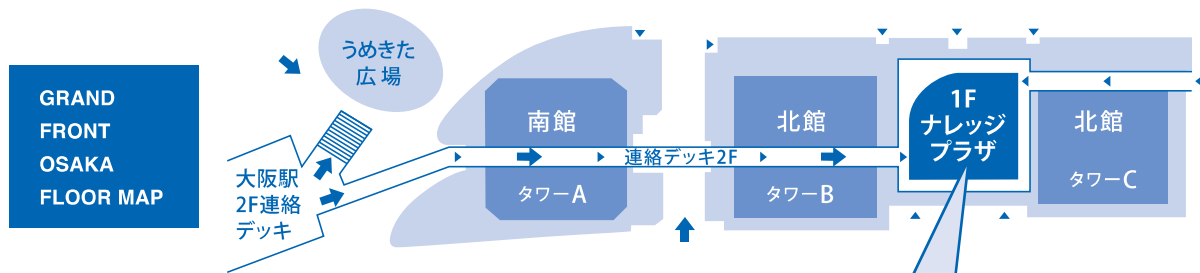 GRAND
FRONT
OSAKA
FLOOR MAP
うめきた
広場
大阪駅
2F連絡
デッキ
南館
タワーA
連絡デッキ2F
北館
タワーB
1F
ナレッジ
プラザ
北館
タワーC